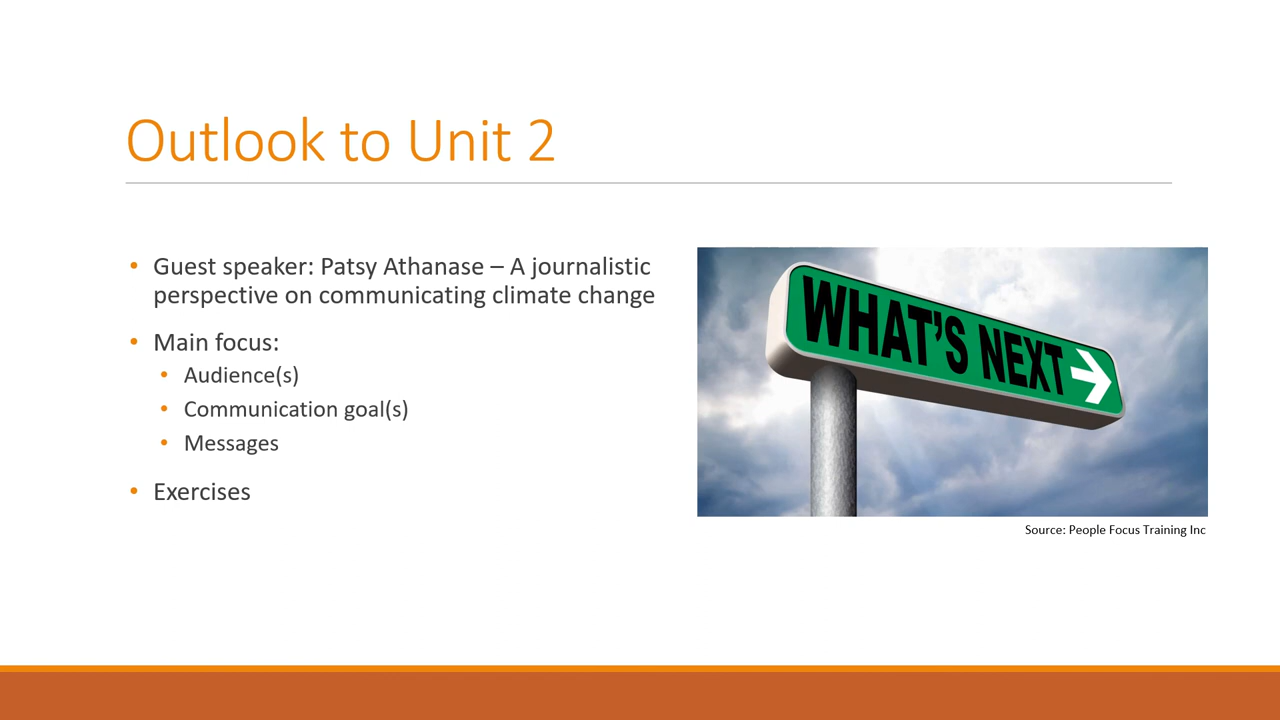 Outlook to Unit 2
• Guest speaker: Patsy Athanase – A journalistic
perspective on communicating climate change
• Main focus:
• Audience(s)
• Communication goal(s)
• Messages
• Exercises
WHAT'S NEXT
Source: People Focus Training Inc